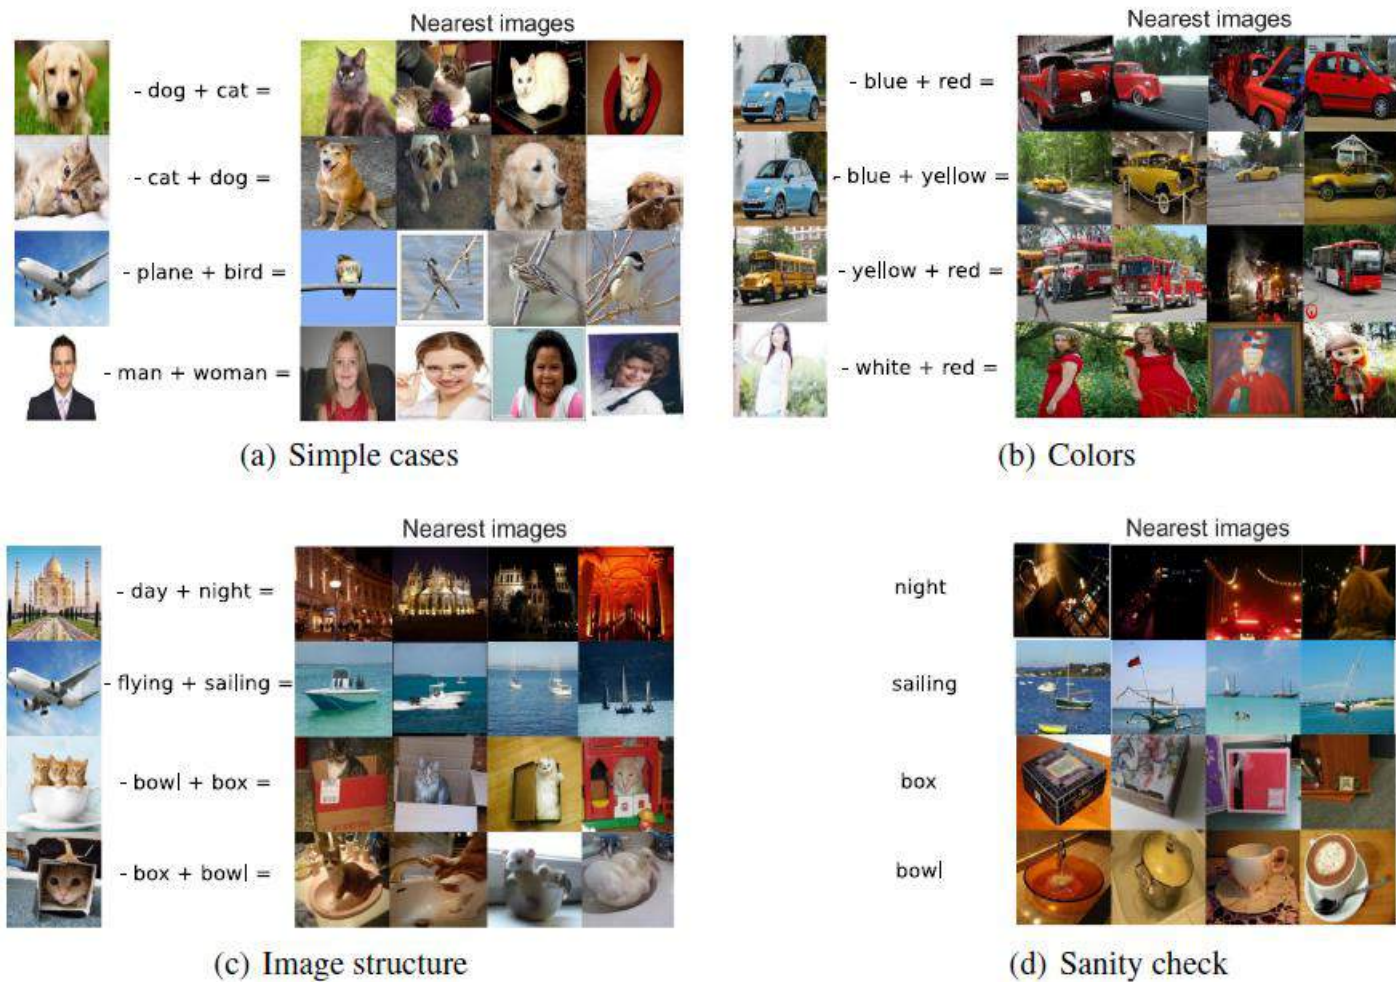 Nearest images
- dog + cat =
- cat + dog =
- plane + bird =
- man + woman =
(a) Simple cases
Nearest images
- blue + red =
- blue + yellow =
- yellow + red =
- white + red =
(b) Colors
Nearest images
- day + night =
- flying + sailing =
- bowl + box =
- box + bowl =
(c) Image structure
Nearest images
night
sailing
box
bowl
(d) Sanity check